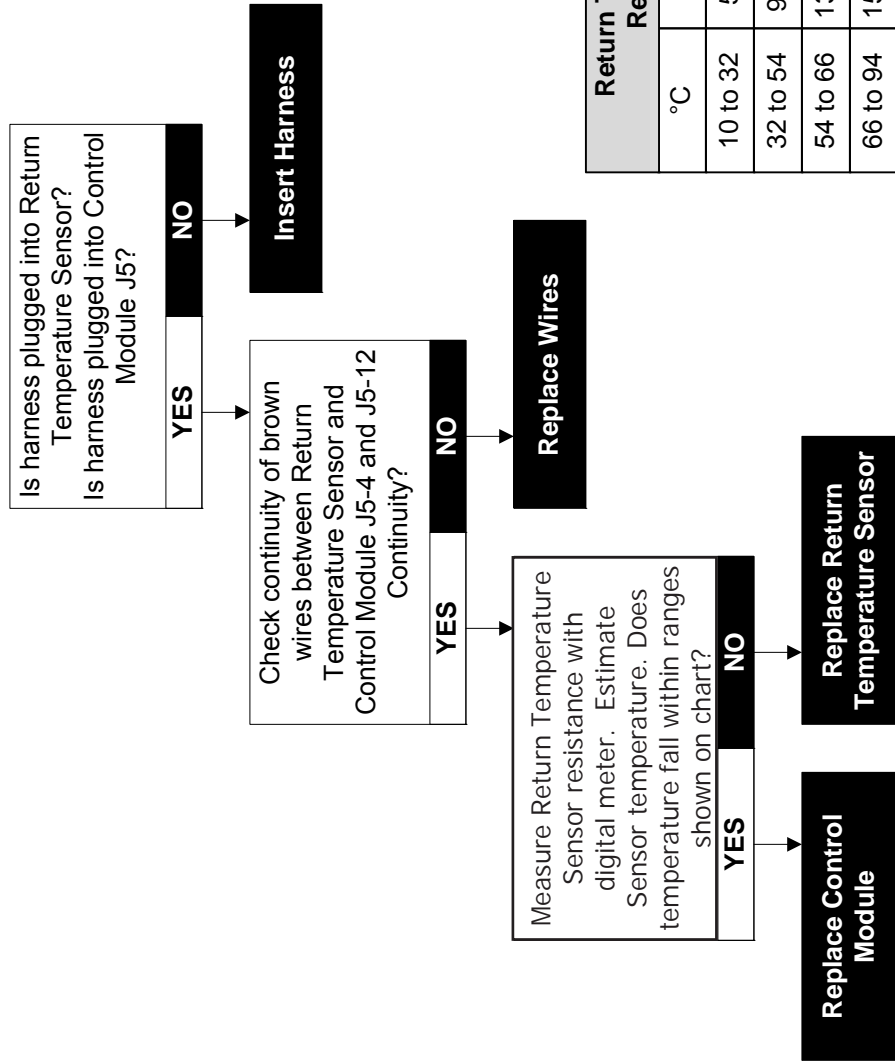 Is harness plugged into Return
Temperature Sensor?
Is harness plugged into Control
Module J5?
YES
NO
Insert Harness
Check continuity of brown
wires between Return
Temperature Sensor and
Control Module J5-4 and J5-12
Continuity?
YES
NO
Replace Wires
Measure Return Temperature
Sensor resistance with
digital meter. Estimate
Sensor temperature. Does
temperature fall within ranges
shown on chart?
YES
NO
Replace Control
Module
Replace Return
Temperature Sensor
Return
°C
10 to 32
32 to 54
54 to 66
66 to 94